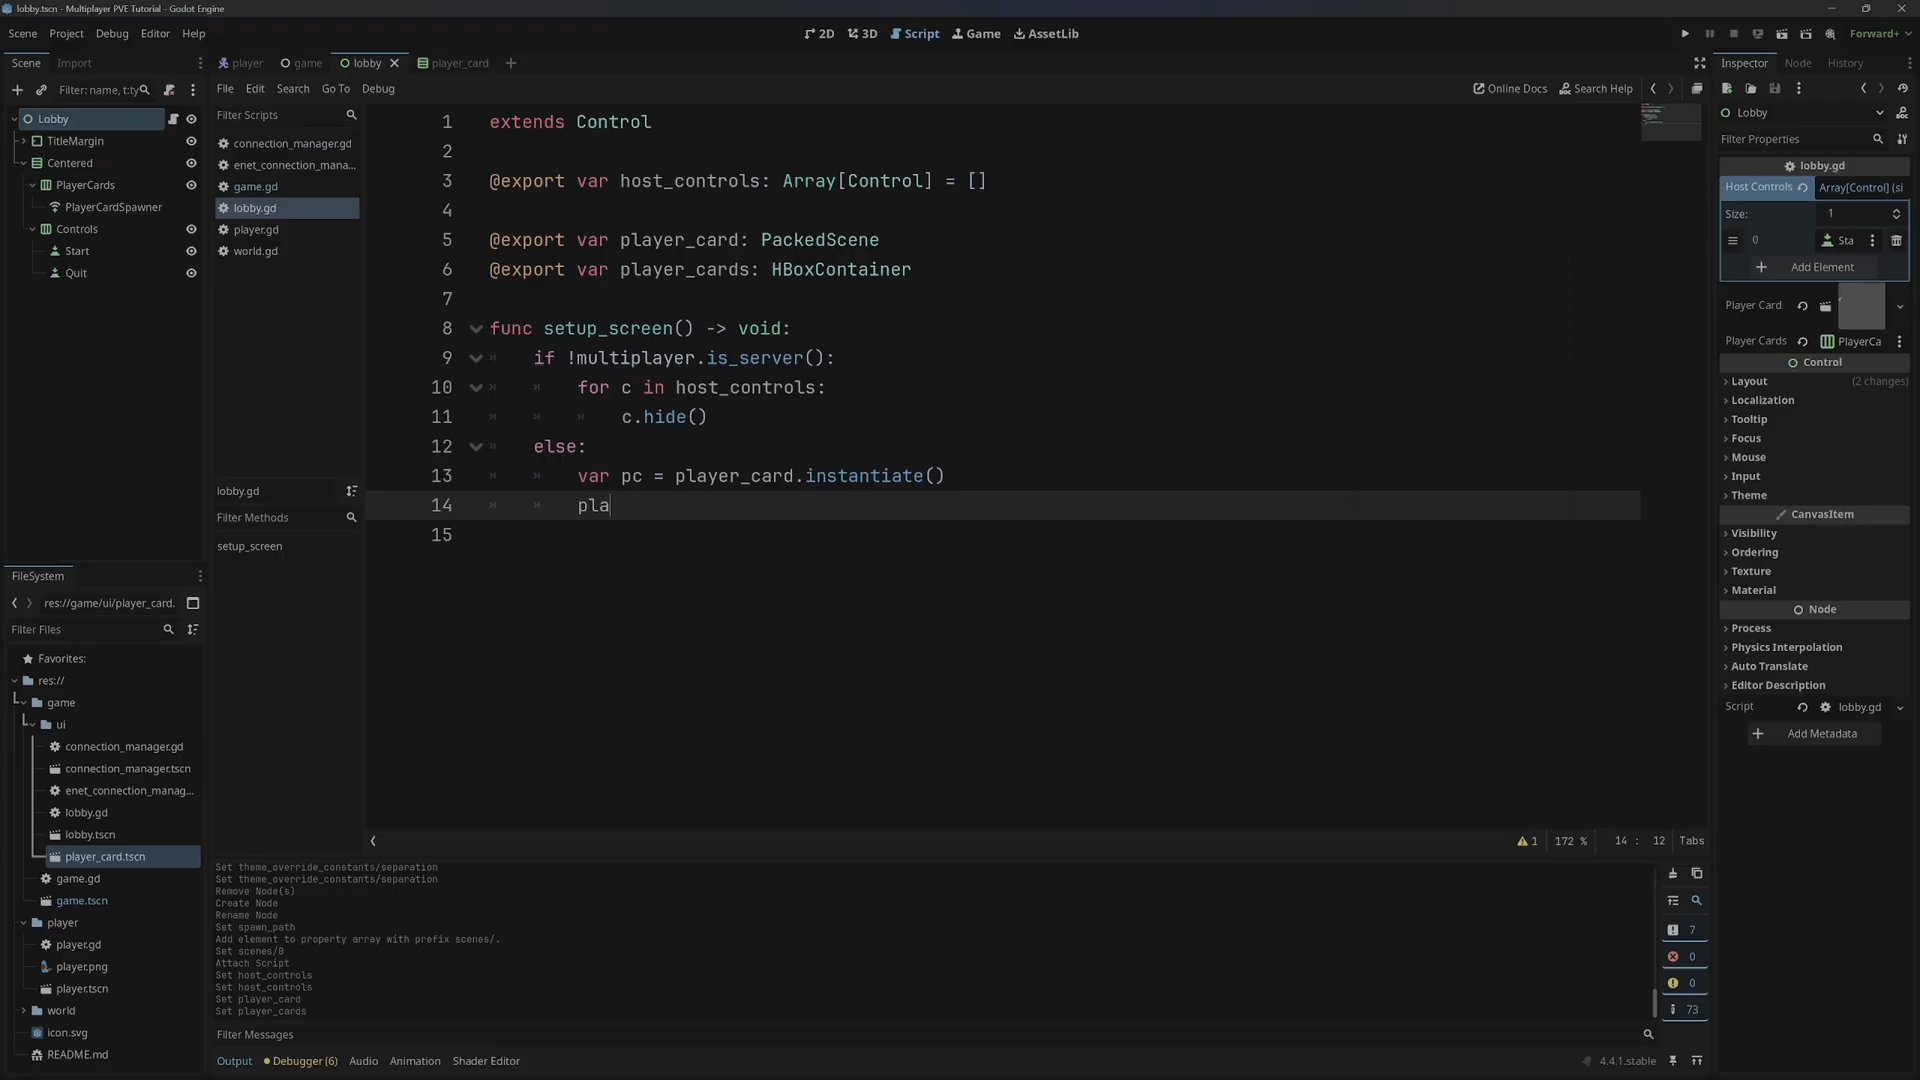 lobby.tscn - Multiplayer PVE Tutorial - Godot Engine
Scene Project Debug Editor Help
2D 3D Script Game AssetLib
Forward+
Scene Import
player game lobby player_card
Inspector Node History
Filter: name, t:ty
File Edit Search Go To Debug
Online Docs Search Help
Lobby
TitleMargin
Centered
PlayerCards
PlayerCardSpawner
Controls
Start
Quit
Filter Scripts
connection_manager.gd
enet_connection_mana...
game.gd
lobby.gd
player.gd
world.gd
lobby.gd
Filter Methods
setup_screen
1 extends Control
2
3 @export var host_controls: Array[Control] = []
4
5 @export var player_card: PackedScene
6 @export var player_cards: HBoxContainer
7
8 func setup_screen() -> void:
9 if !multiplayer.is_server():
10 for c in host_controls:
11 c.hide()
12 else:
13 var pc = player_card.instantiate()
14 pla
15
1 172 % 14 : 12 Tabs
Lobby
Filter Properties
lobby.gd
Host Controls Array[Control] (si
Size: 1
0 Sta
Add Element
Player Card
Player Cards PlayerCa
Control
Layout (2 changes)
Localization
Tooltip
Focus
Mouse
Input
Theme
CanvasItem
Visibility
Ordering
Texture
Material
Node
Process
Physics Interpolation
Auto Translate
Editor Description
Script lobby.gd
Add Metadata
FileSystem
res://game/ui/player_card.
Filter Files
Favorites:
res://
game
ui
connection_manager.gd
connection_manager.tscn
enet_connection_manag...
lobby.gd
lobby.tscn
player_card.tscn
game.gd
game.tscn
player
player.gd
player.png
player.tscn
world
icon.svg
README.md
Set theme_override_constants/separation
Set theme_override_constants/separation
Remove Node(s)
Create Node
Rename Node
Set spawn_path
Add element to property array with prefix scenes/.
Set scenes/0
Attach Script
Set host_controls
Set host_controls
Set player_card
Set player_cards
7
0
0
73
Filter Messages
Output Debugger (6) Audio Animation Shader Editor
4.4.1.stable